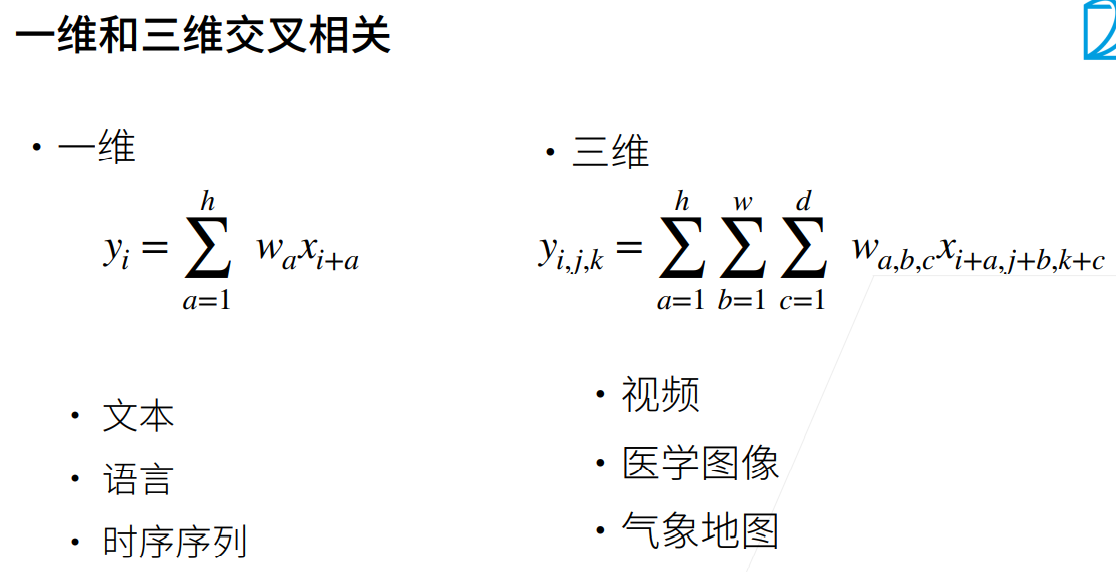 一维和三维交叉相关
• 一维
y_i = \sum_{a=1}^{h} w_a x_{i+a}
• 文本
• 语言
• 时序序列
• 三维
y_{i,j,k} = \sum_{a=1}^{h} \sum_{b=1}^{w} \sum_{c=1}^{d} w_{a,b,c} x_{i+a,j+b,k+c}
• 视频
• 医学图像
• 气象地图